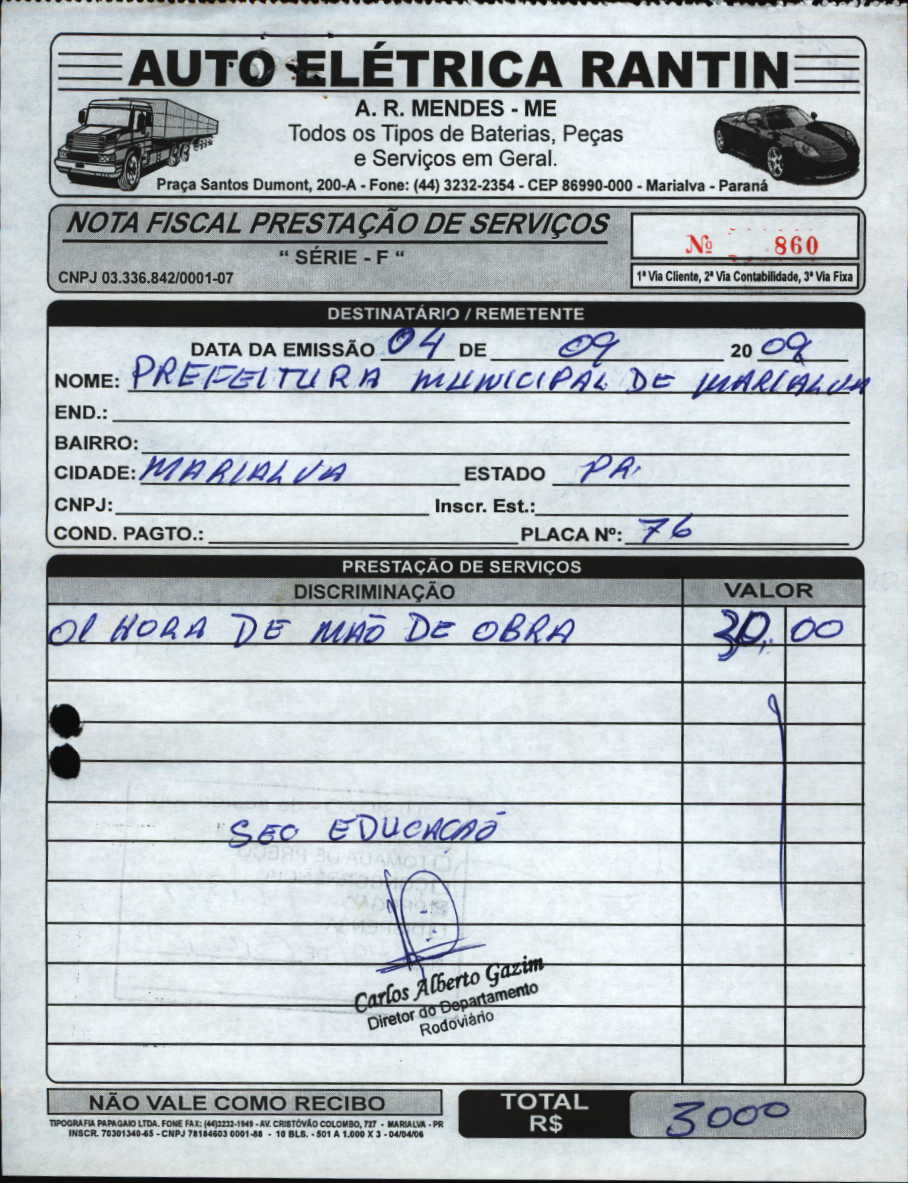 AUTO ELÉTRICA RANTIN
A. R. MENDES - ME
Todos os Tipos de Baterias, Peças
e Serviços em Geral.
Praça Santos Dumont, 200-A - Fone: (44) 3232-2354 - CEP 86990-000 - Marialva - Paraná
NOTA FISCAL PRESTAÇÃO DE SERVIÇOS
" SÉRIE - F "
CNPJ 03.336.842/0001-07
Nº 860
1ª Via Cliente, 2ª Via Contabilidade, 3ª Via Fixa
DESTINATÁRIO / REMETENTE
DATA DA EMISSÃO 04 DE 09 20 09
NOME: PREFEITURA MUNICIPAL DE MARIALVA
END.:
BAIRRO:
CIDADE: MARIALVA ESTADO PR.
CNPJ: Inscr. Est.:
COND. PAGTO.: PLACA Nº: 76
PRESTAÇÃO DE SERVIÇOS
DISCRIMINAÇÃO VALOR
01 HORA DE MÃO DE OBRA 30,00
SEC EDUCAÇÃO
Carlos Alberto Gazim
Diretor do Departamento
Rodoviário
NÃO VALE COMO RECIBO
TOTAL
R$ 3000
TIPOGRAFIA PAPAGAIO LTDA. FONE FAX: (44)3232-1949 - AV. CRISTÓVÃO COLOMBO, 727 - MARIALVA - PR
INSCR. 70301340-65 - CNPJ 78184603 0001-88 - 10 BLS. - 501 A 1.000 X 3 - 04/04/06